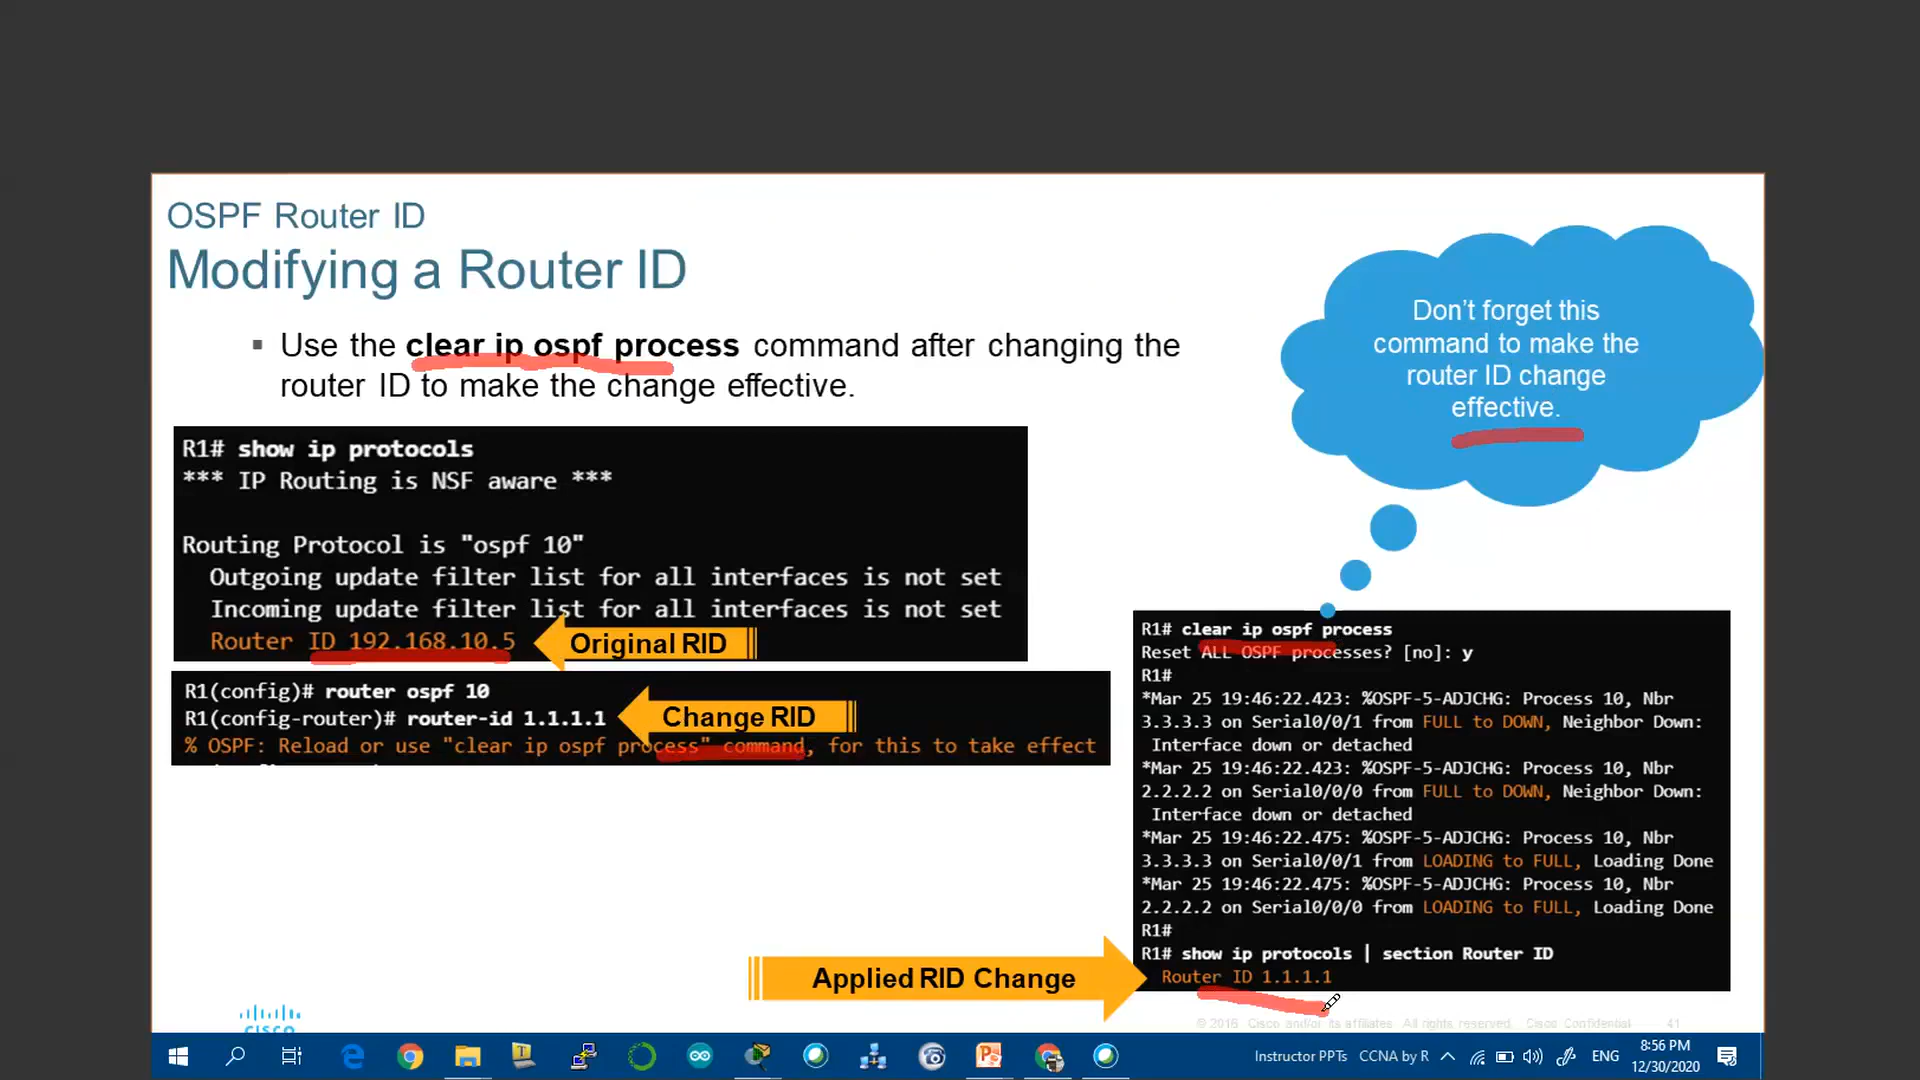 OSPF Router ID
Modifying a Router ID
▪ Use the clear ip ospf process command after changing the
router ID to make the change effective.
Don't forget this
command to make the
router ID change
effective.
R1# show ip protocols
*** IP Routing is NSF aware ***
Routing Protocol is "ospf 10"
Outgoing update filter list for all interfaces is not set
Incoming update filter list for all interfaces is not set
Router ID 192.168.10.5
Original RID
R1(config)# router ospf 10
R1(config-router)# router-id 1.1.1.1
Change RID
% OSPF: Reload or use "clear ip ospf process" command, for this to take effect
R1# clear ip ospf process
Reset ALL OSPF processes? [no]: y
R1#
*Mar 25 19:46:22.423: %OSPF-5-ADJCHG: Process 10, Nbr
3.3.3.3 on Serial0/0/1 from FULL to DOWN, Neighbor Down:
Interface down or detached
*Mar 25 19:46:22.423: %OSPF-5-ADJCHG: Process 10, Nbr
2.2.2.2 on Serial0/0/0 from FULL to DOWN, Neighbor Down:
Interface down or detached
*Mar 25 19:46:22.475: %OSPF-5-ADJCHG: Process 10, Nbr
3.3.3.3 on Serial0/0/1 from LOADING to FULL, Loading Done
*Mar 25 19:46:22.475: %OSPF-5-ADJCHG: Process 10, Nbr
2.2.2.2 on Serial0/0/0 from LOADING to FULL, Loading Done
R1#
R1# show ip protocols | section Router ID
Router ID 1.1.1.1
Applied RID Change
CISCO
© 2016 Cisco and/or its affiliates. All rights reserved. Cisco Confidential 41
Instructor PPTs CCNA by R
ENG
8:56 PM
12/30/2020